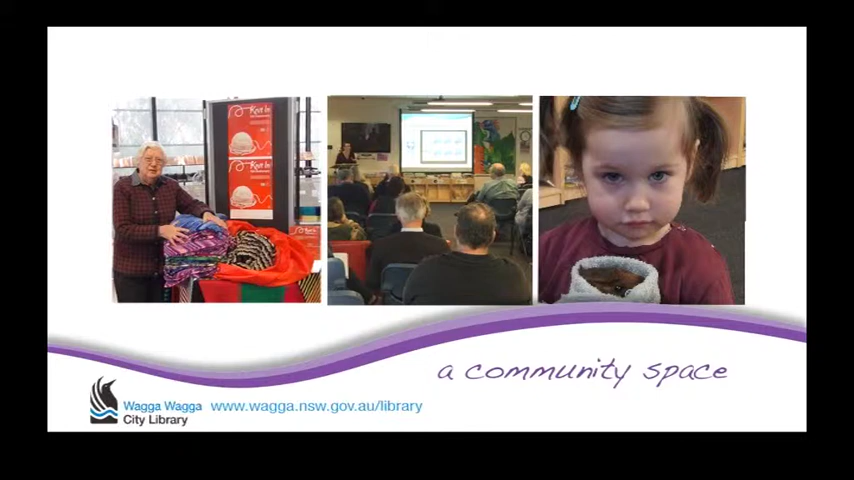 Knit In
Knit In
a community space
Wagga Wagga
City Library
www.wagga.nsw.gov.au/library